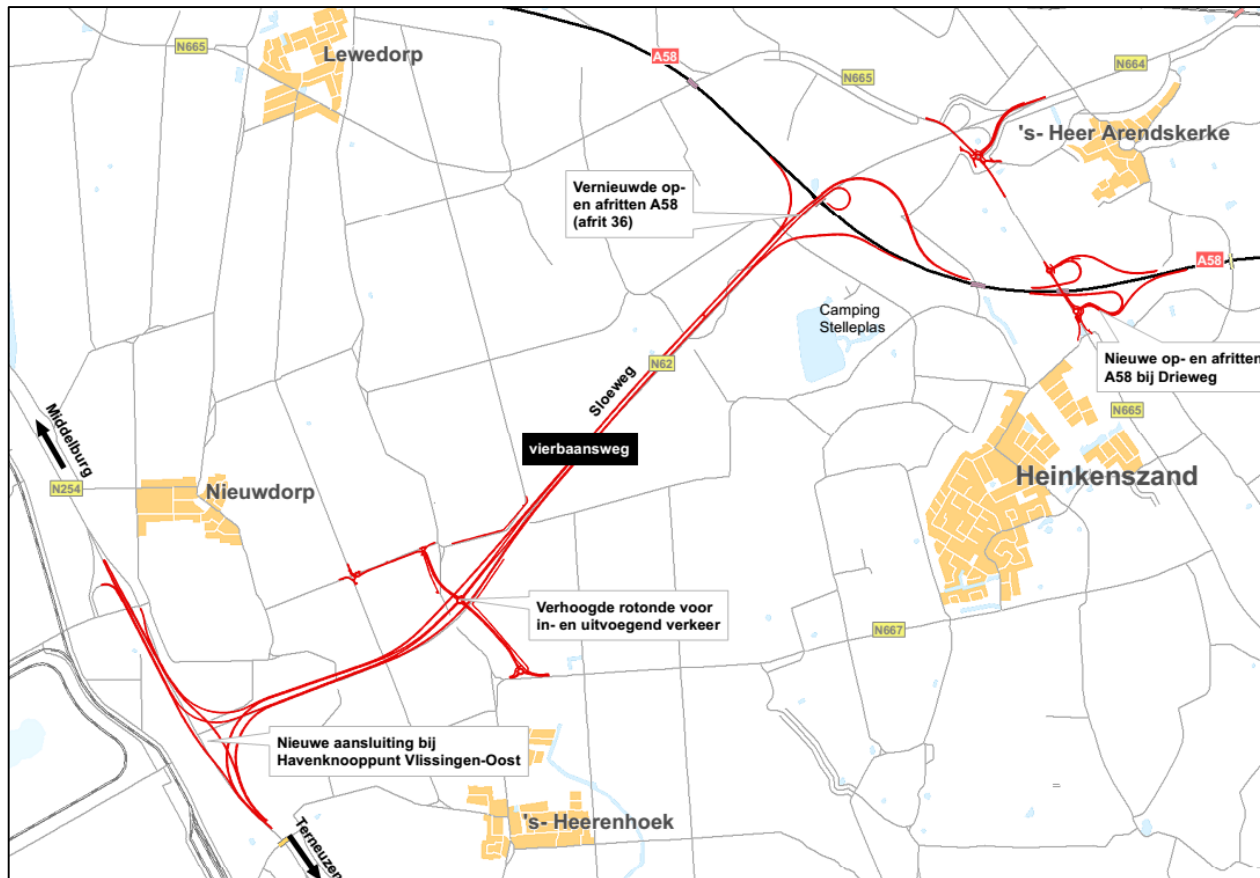 N665
Lewedorp
A58
N665
N664
's- Heer Arendskerke
Vernieuwde op-
en afritten A58
(afrit 36)
A58
Camping
Stelleplas
Nieuwe op- en afritten
A58 bij Drieweg
N62
Sloeweg
N665
Middelburg
vierbaansweg
Heinkenszand
N254
Nieuwdorp
Verhoogde rotonde voor
in- en uitvoegend verkeer
N667
Nieuwe aansluiting bij
Havenknooppunt Vlissingen-Oost
's- Heerenhoek
Terneuzen